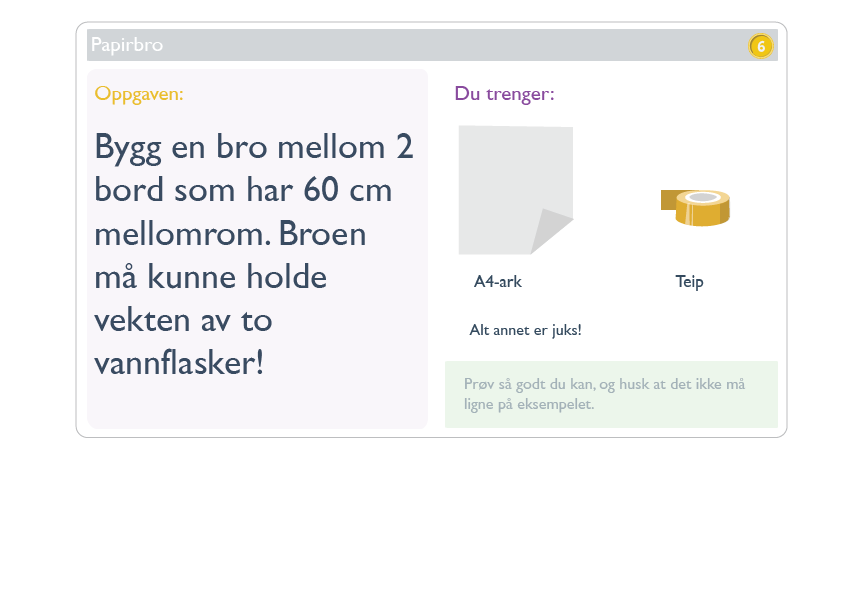 Papirbro
6
Oppgaven:
Bygg en bro mellom 2
bord som har 60 cm
mellomrom. Broen
må kunne holde
vekten av to
vannflasker!
Du trenger:
A4-ark
Teip
Alt annet er juks!
Prøv så godt du kan, og husk at det ikke må
ligne på eksempelet.